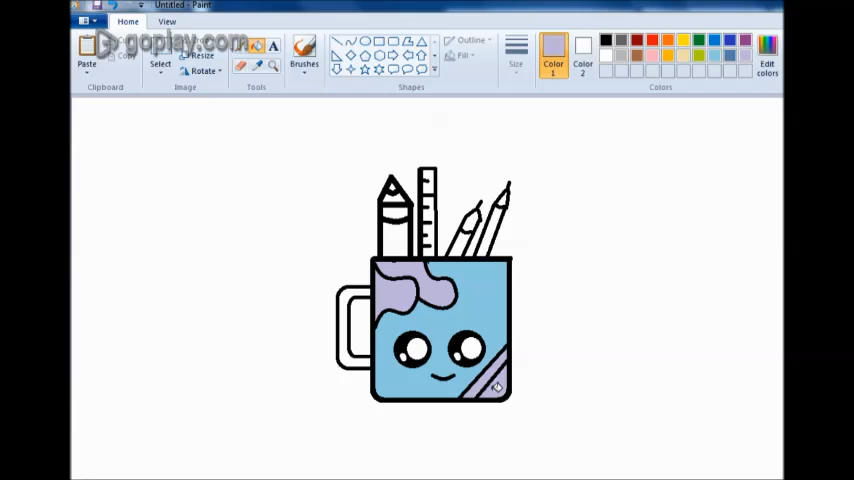 Untitled - Paint
Home
View
goplay.com
Copy
Resize
Rotate
Paste
Select
Brushes
Outline
Fill
Size
Color
1
Color
2
Edit
colors
Clipboard
Image
Tools
Shapes
Colors
A